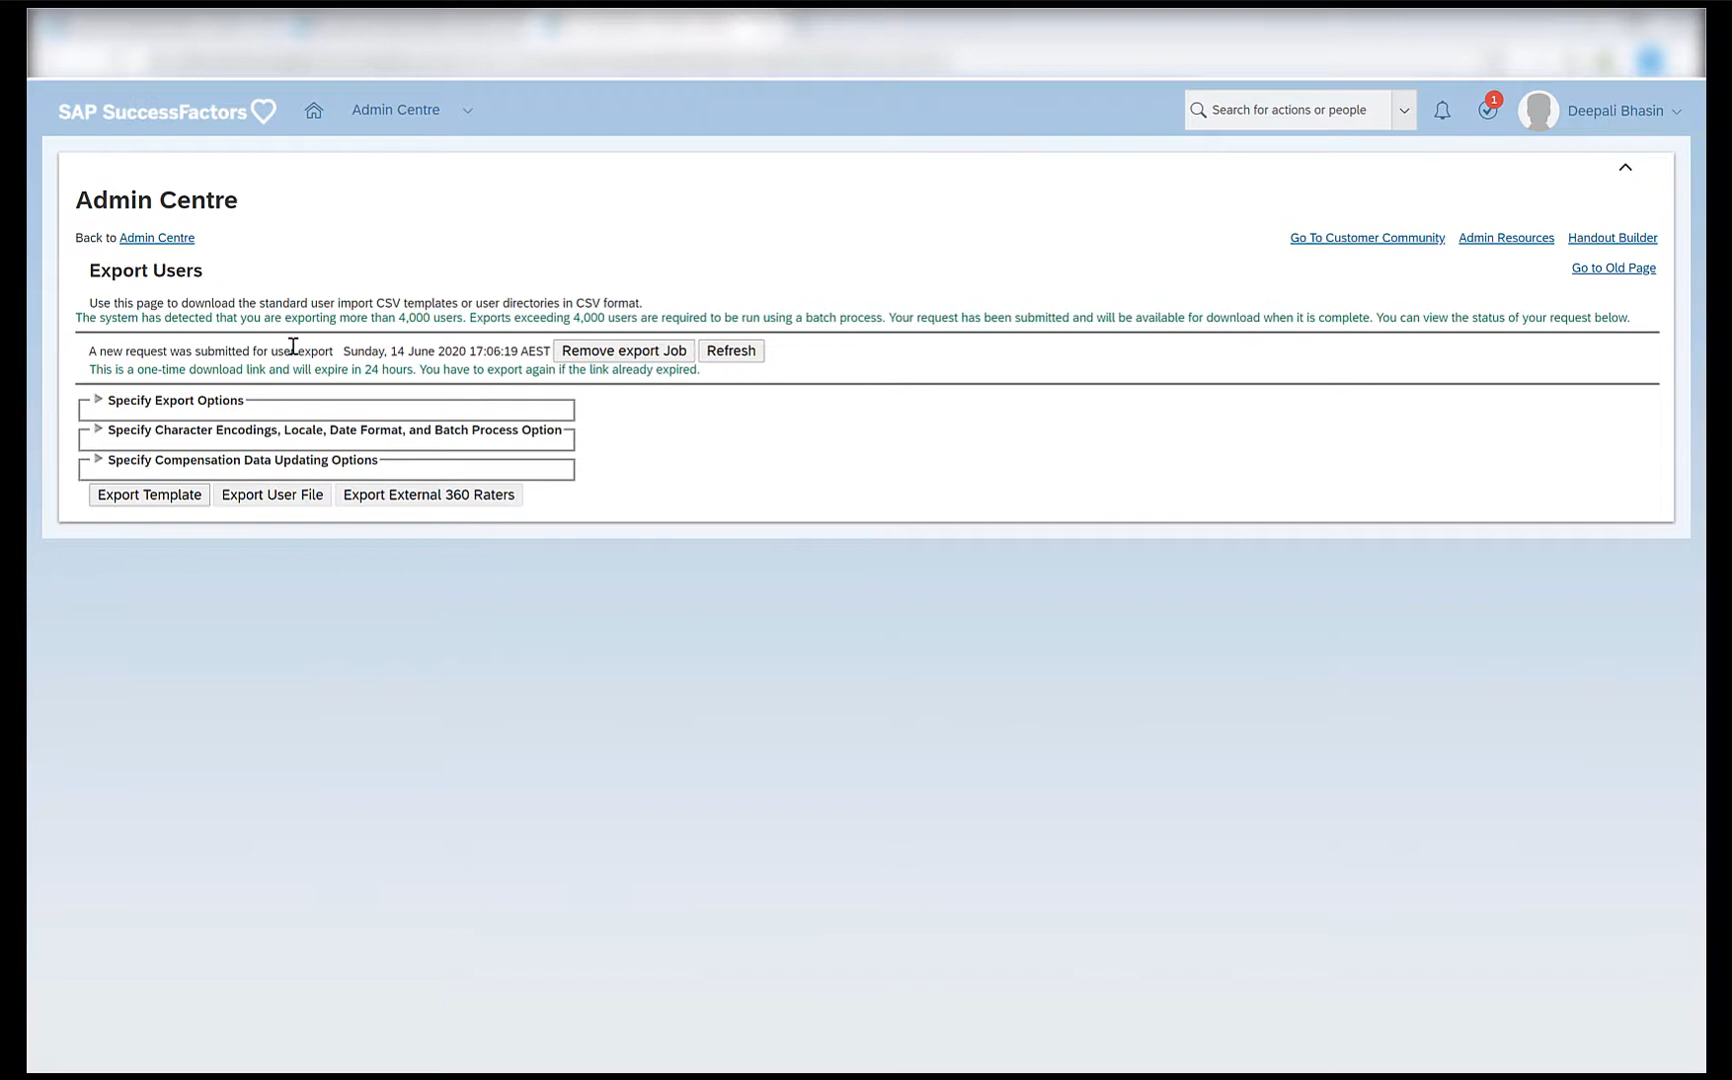 SAP SuccessFactors
Admin Centre
Search for actions or people
1
Deepali Bhasin
Admin Centre
Back to Admin Centre
Go To Customer Community Admin Resources Handout Builder
Export Users
Go to Old Page
Use this page to download the standard user import CSV templates or user directories in CSV format.
The system has detected that you are exporting more than 4,000 users. Exports exceeding 4,000 users are required to be run using a batch process. Your request has been submitted and will be available for download when it is complete. You can view the status of your request below.
A new request was submitted for user export Sunday, 14 June 2020 17:06:19 AEST Remove export Job Refresh
This is a one-time download link and will expire in 24 hours. You have to export again if the link already expired.
Specify Export Options
Specify Character Encodings, Locale, Date Format, and Batch Process Option
Specify Compensation Data Updating Options
Export Template Export User File Export External 360 Raters